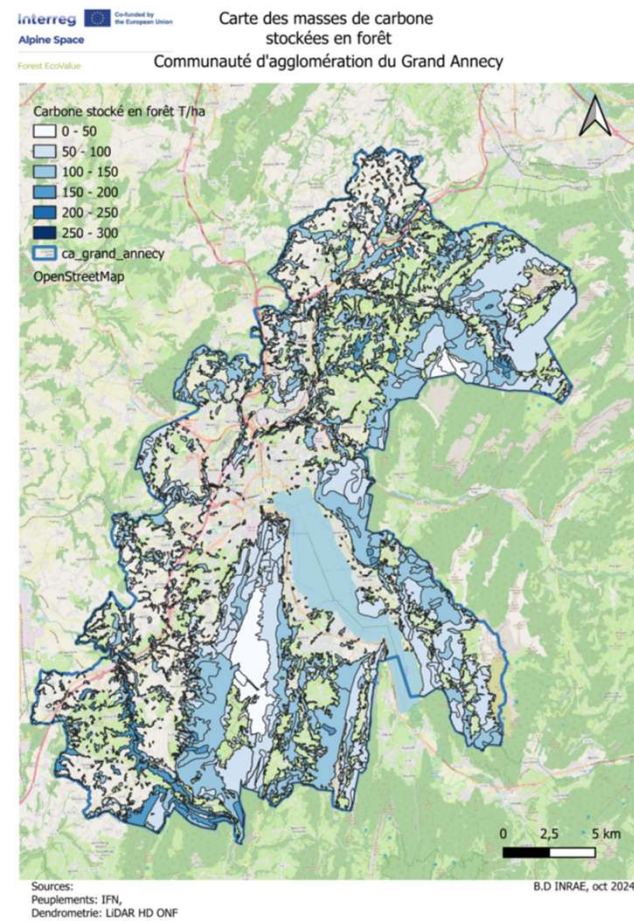 Interreg
Co-funded by
the European Union
Alpine Space
Forest EcoValue
Carte des masses de carbone
stockées en forêt
Communauté d'agglomération du Grand Annecy
Carbone stocké en forêt T/ha
0 - 50
50 - 100
100 - 150
150 - 200
200 - 250
250 - 300
ca_grand_annecy
OpenStreetMap
0 2,5 5 km
Sources:
Peuplements: IFN,
Dendrometrie: LiDAR HD ONF
B.D INRAE, oct 2024